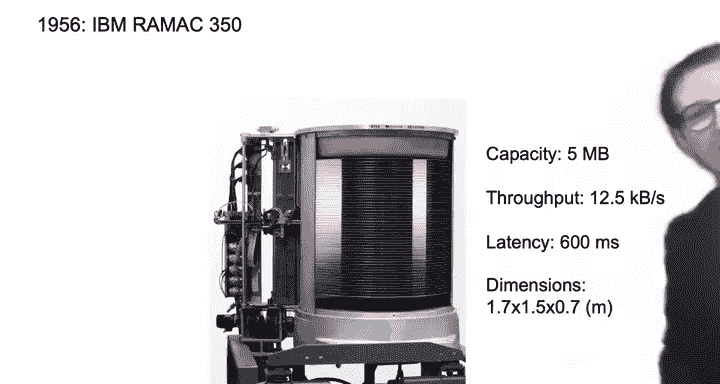 1956: IBM RAMAC 350
Capacity: 5 MB
Throughput: 12.5 kB/s
Latency: 600 ms
Dimensions:
1.7x1.5x0.7 (m)